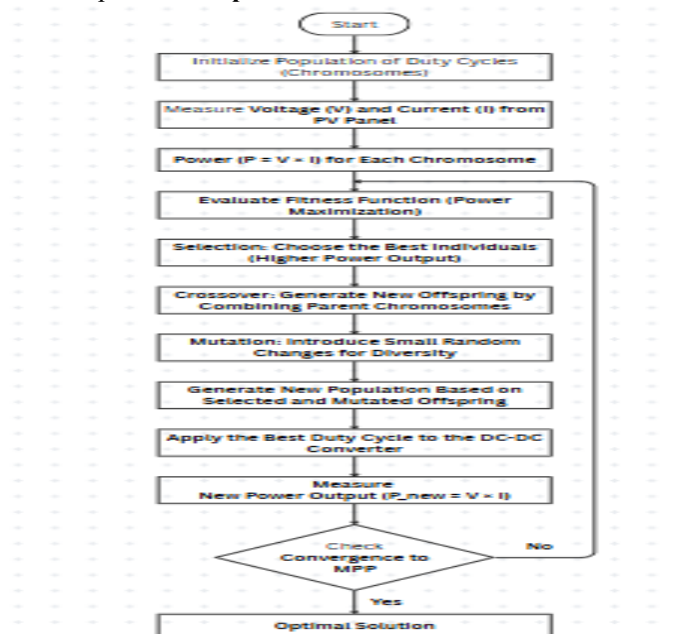 Start
Initialize Population of Duty Cycles
(Chromosomes)
Measure Voltage (V) and Current (I) from
PV Panel
Power (P = V × I) for Each Chromosome
Evaluate Fitness Function (Power
Maximization)
Selection: Choose the Best Individuals
(Higher Power Output)
Crossover: Generate New Offspring by
Combining Parent Chromosomes
Mutation: Introduce Small Random
Changes for Diversity
Generate New Population Based on
Selected and Mutated Offspring
Apply the Best Duty Cycle to the DC-DC
Converter
Measure
New Power Output (P_new = V × I)
Check
Convergence to
MPP
No
Yes
Optimal Solution